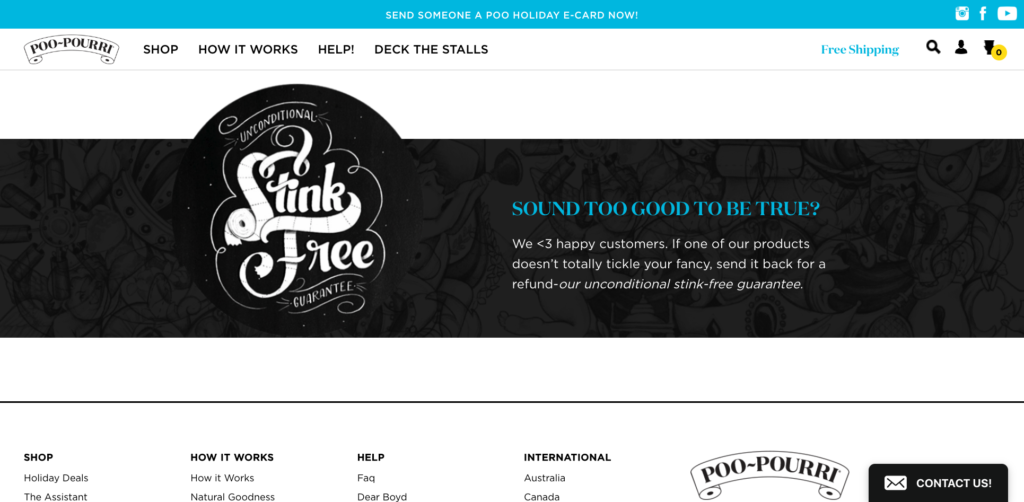 SEND SOMEONE A POO HOLIDAY E-CARD NOW!
POO-POURRI
SHOP
HOW IT WORKS
HELP!
DECK THE STALLS
Free Shipping
0
UNCONDITIONAL
Stink
Free
GUARANTEE
SOUND TOO GOOD TO BE TRUE?
We <3 happy customers. If one of our products
doesn’t totally tickle your fancy, send it back for a
refund-our unconditional stink-free guarantee.
SHOP
Holiday Deals
The Assistant
HOW IT WORKS
How it Works
Natural Goodness
HELP
Faq
Dear Boyd
INTERNATIONAL
Australia
Canada
POO-POURRI
CONTACT US!